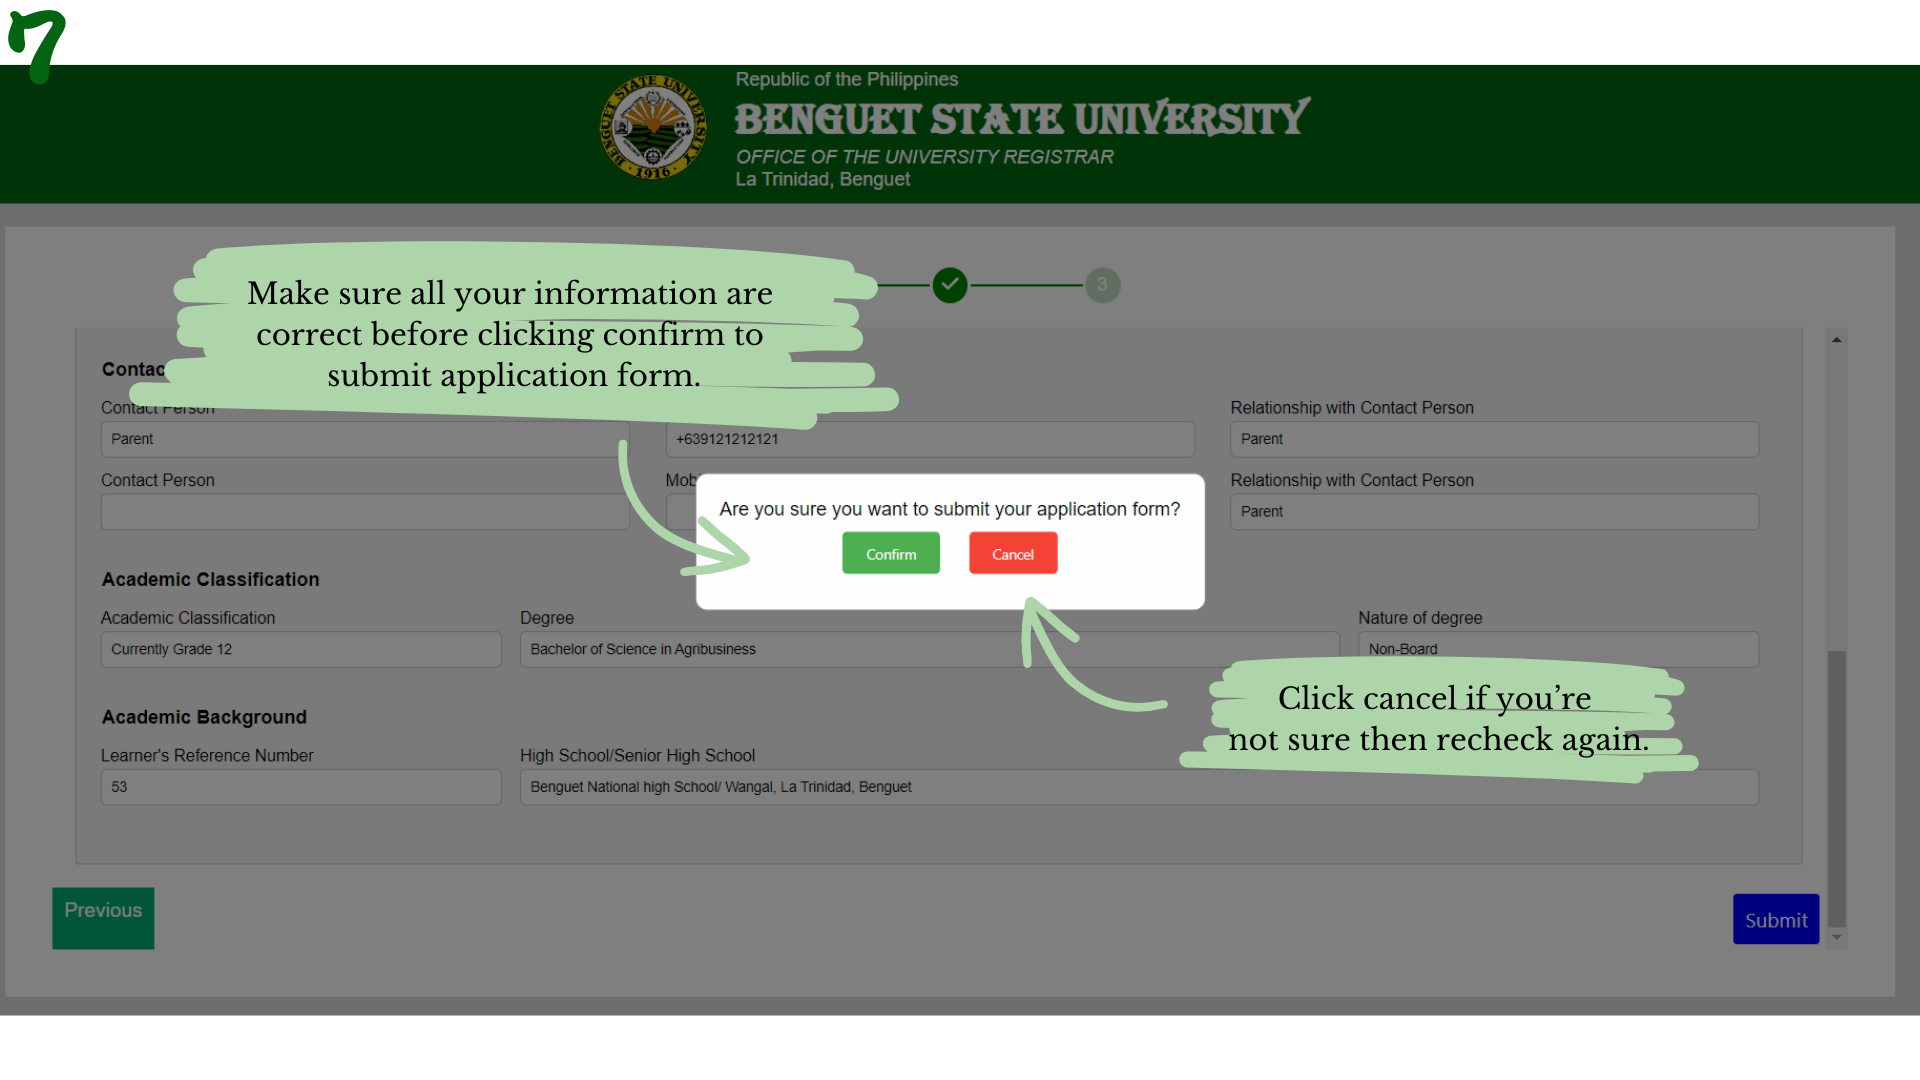 7
Republic of the Philippines
BENGUET STATE UNIVERSITY
OFFICE OF THE UNIVERSITY REGISTRAR
La Trinidad, Benguet
BENGUET STATE UNIVERSITY
1916
3
Make sure all your information are
correct before clicking confirm to
submit application form.
Contact Person
Relationship with Contact Person
Parent
+639121212121
Parent
Contact Person
Relationship with Contact Person
Parent
Are you sure you want to submit your application form?
Confirm
Cancel
Academic Classification
Academic Classification
Degree
Nature of degree
Currently Grade 12
Bachelor of Science in Agribusiness
Non-Board
Click cancel if you’re
not sure then recheck again.
Academic Background
Learner's Reference Number
High School/Senior High School
53
Benguet National high School/ Wangal, La Trinidad, Benguet
Previous
Submit